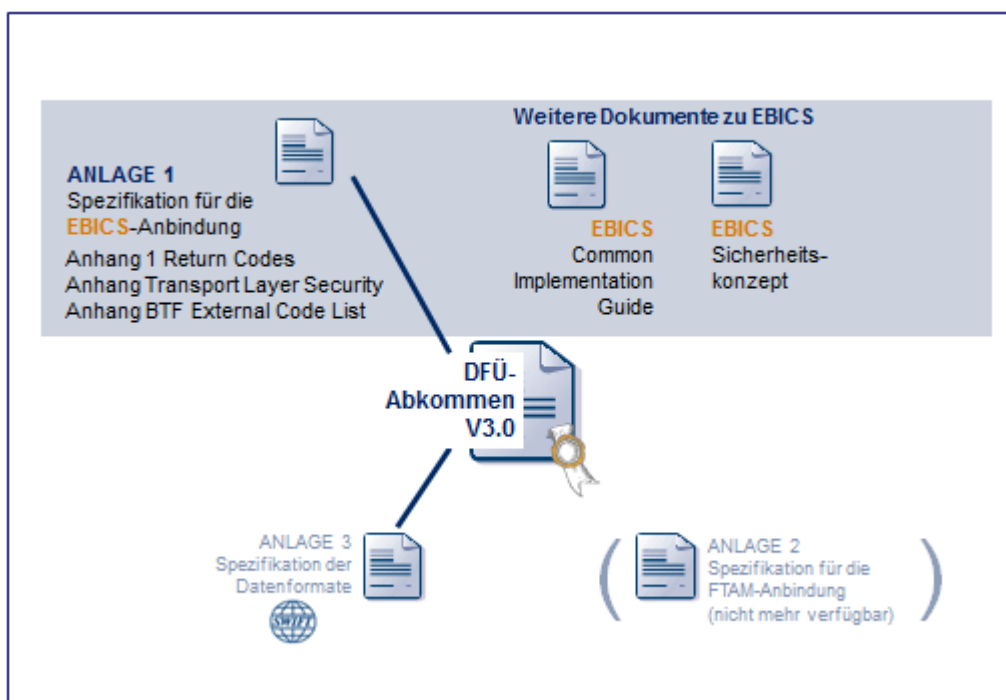 Weitere Dokumente zu EBICS
ANLAGE 1
Spezifikation für die
EBICS-Anbindung
Anhang 1 Return Codes
Anhang Transport Layer Security
Anhang BTF External Code List
EBICS
Common
Implementation
Guide
EBICS
Sicherheits-
konzept
DFÜ-
Abkommen
V3.0
ANLAGE 3
Spezifikation der
Datenformate
SWIFT
ANLAGE 2
Spezifikation für die
FTAM-Anbindung
(nicht mehr verfügbar)